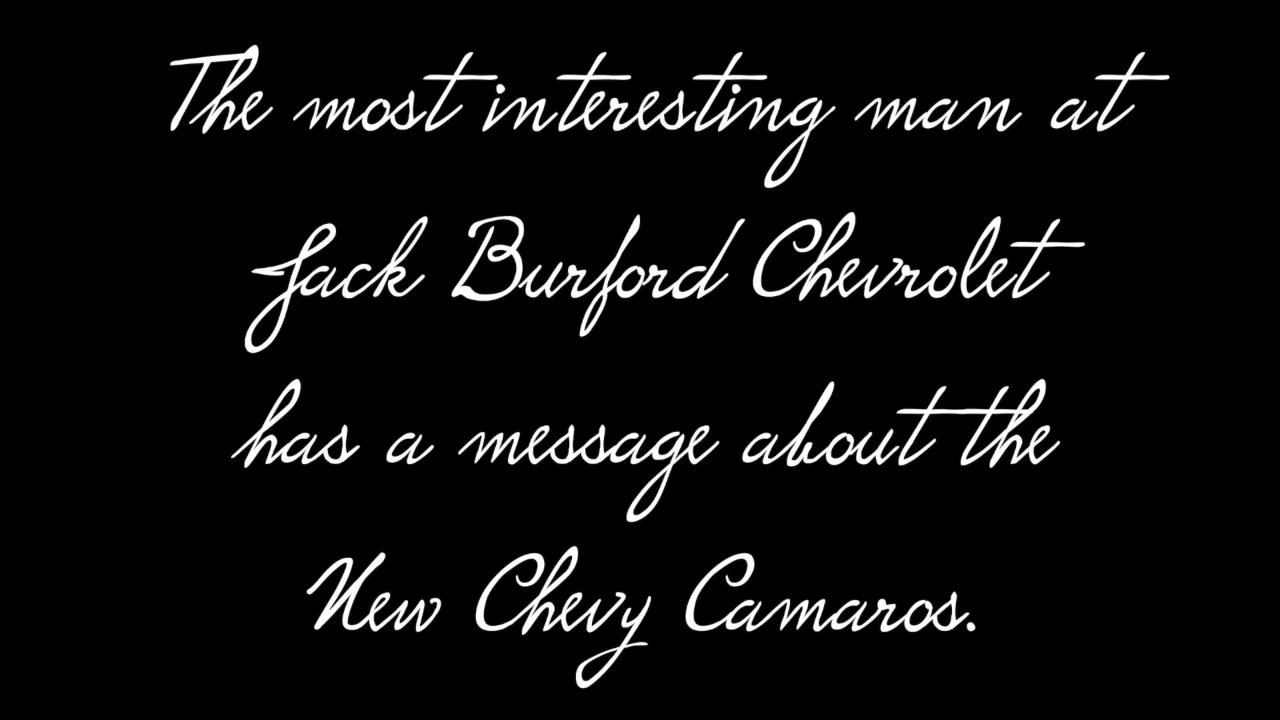 The most interesting man at
Jack Burford Chevrolet
has a message about the
New Chevy Camaros.